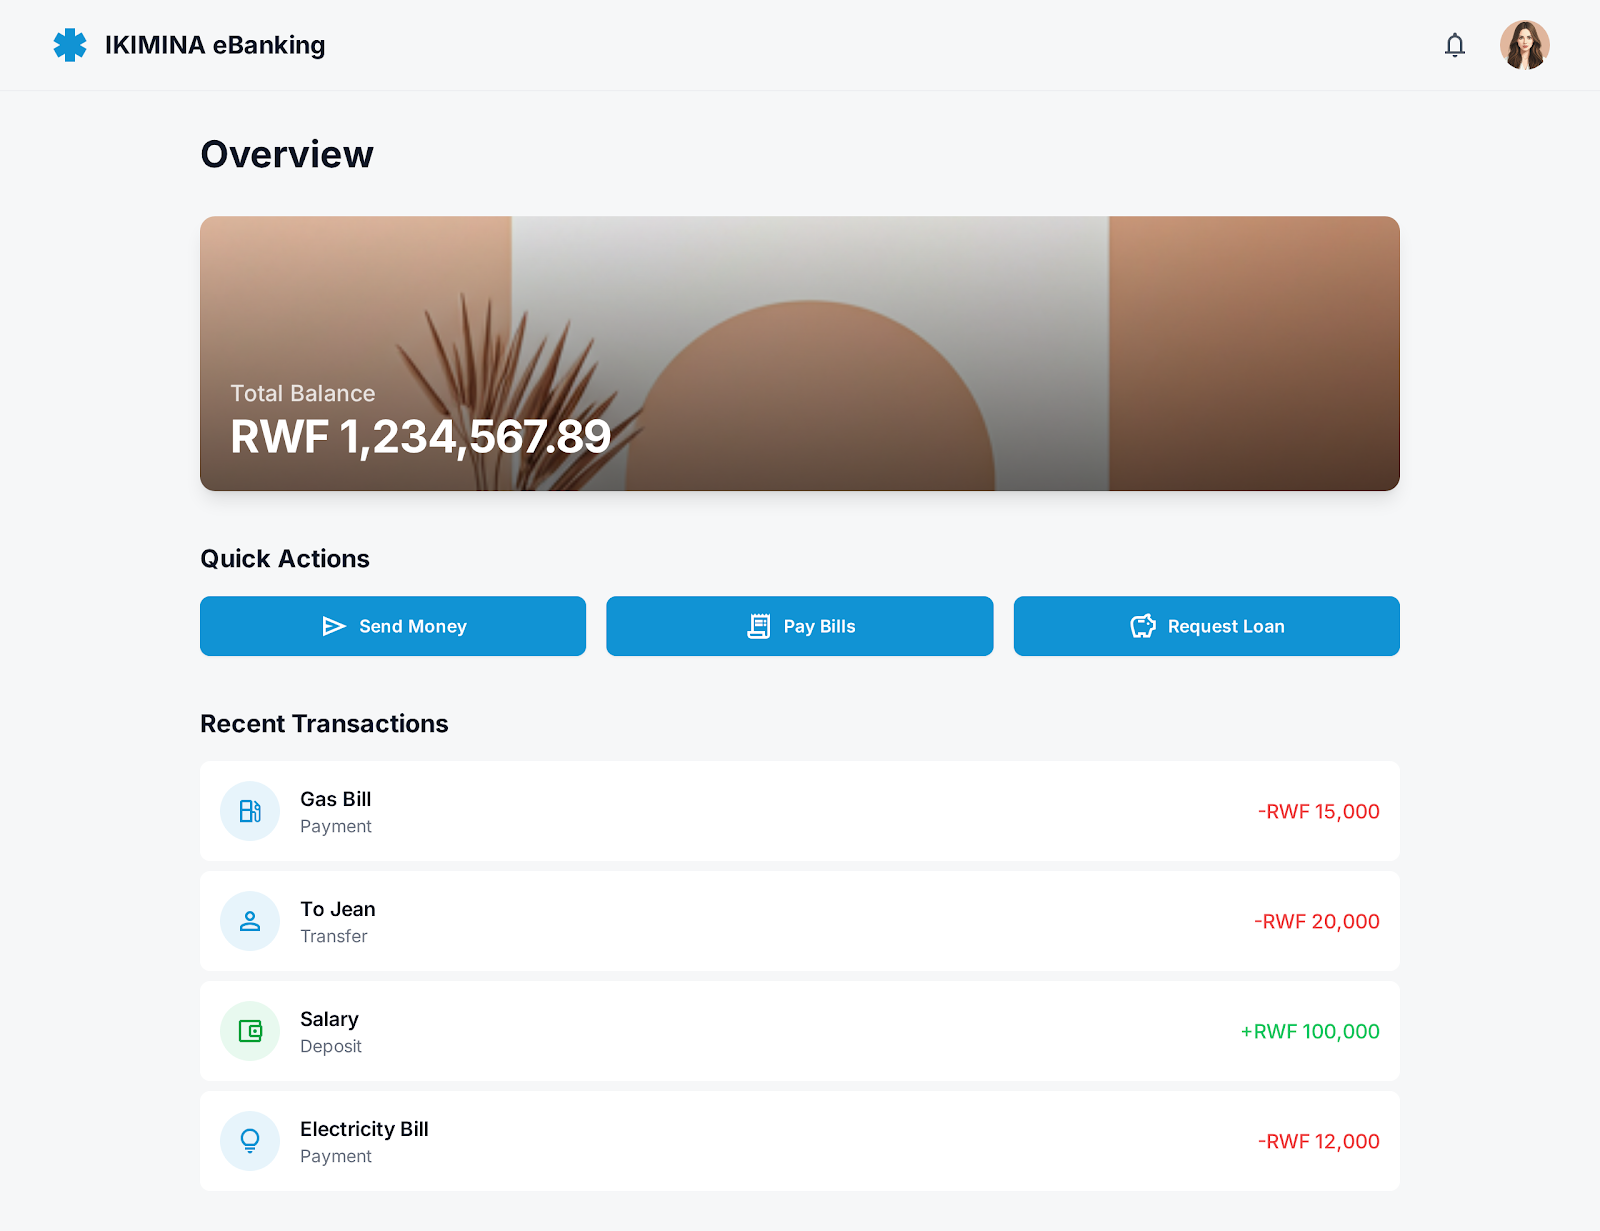 IKIMINA eBanking
Overview
Total Balance
RWF 1,234,567.89
Quick Actions
Send Money
Pay Bills
Request Loan
Recent Transactions
Gas Bill
Payment
-RWF 15,000
To Jean
Transfer
-RWF 20,000
Salary
Deposit
+RWF 100,000
Electricity Bill
Payment
-RWF 12,000